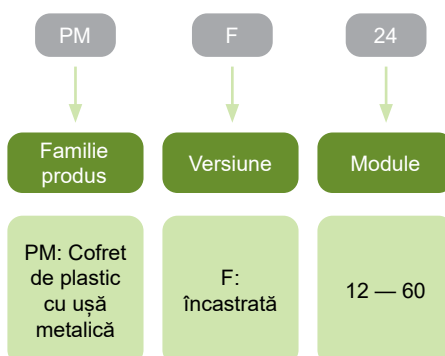 PM F 24
Familie
produs
Versiune
Module
PM: Cofret
de plastic
cu ușă
metalică
F:
încastrată
12 — 60